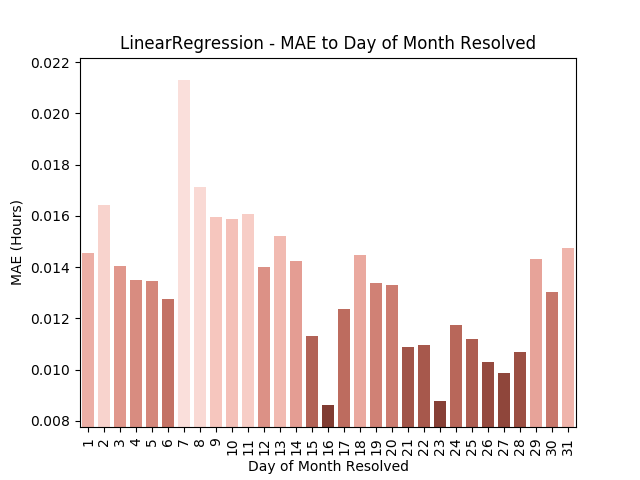 LinearRegression - MAE to Day of Month Resolved
0.022
0.020
0.018
0.016
0.014
0.012
0.010
0.008
MAE (Hours)
1 2 3 4 5 6 7 8 9 10 11 12 13 14 15 16 17 18 19 20 21 22 23 24 25 26 27 28 29 30 31
Day of Month Resolved